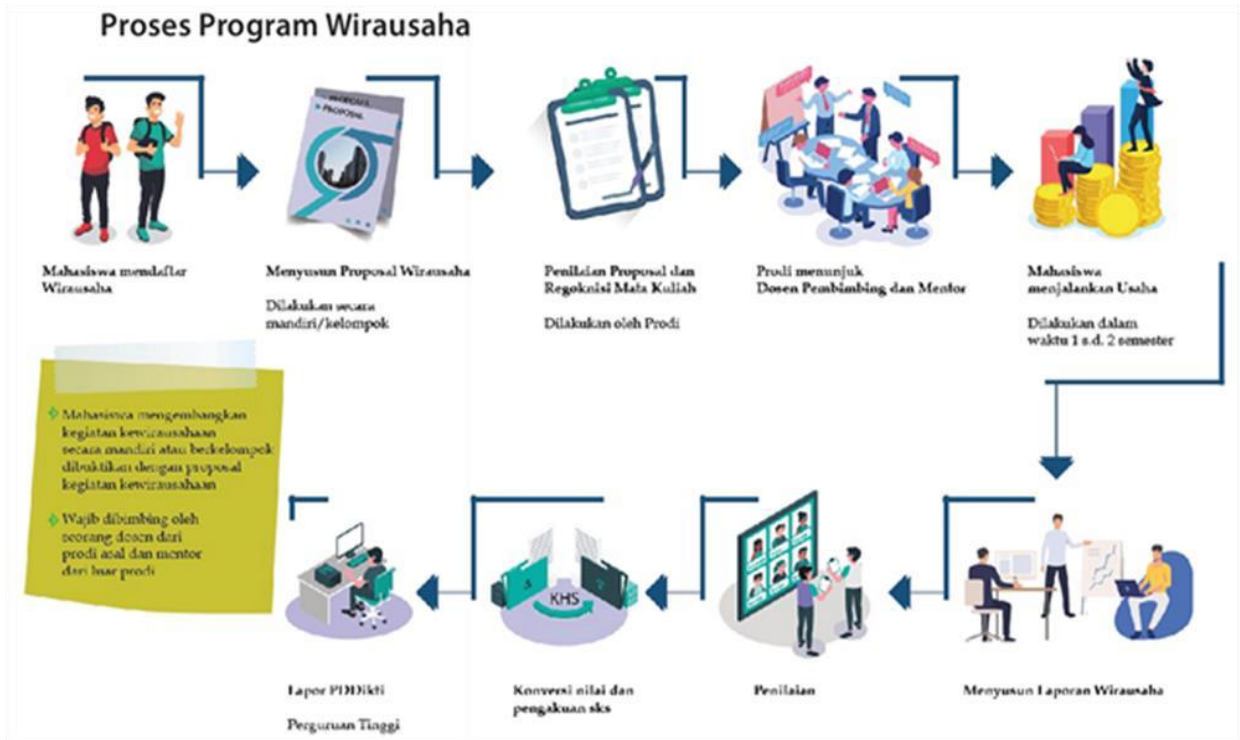 Proses Program Wirausaha
PROPOSAL
PROPOSAL
Mahasiswa mendaftar
Wirausaha
Menyusun Proposal Wirausaha
Dilakukan secara
mandiri/kelompok
Penilaian Proposal dan
Regoknisi Mata Kuliah
Dilakukan oleh Prodi
Prodi menunjuk
Dosen Pembimbing dan Mentor
Mahasiswa
menjalankan Usaha
Dilakukan dalam
waktu 1 s.d. 2 semester
Mahasiswa mengembangkan
kegiatan kewirausahaan
secara mandiri atau berkelompok
dibuktikan dengan proposal
kegiatan kewirausahaan
Wajib dibimbing oleh
seorang dosen dari
prodi asal dan mentor
dari luar prodi
KHS
Lapor PDDikti
Perguruan Tinggi
Konversi nilai dan
pengakuan sks
Penilaian
Menyusun Laporan Wirausaha